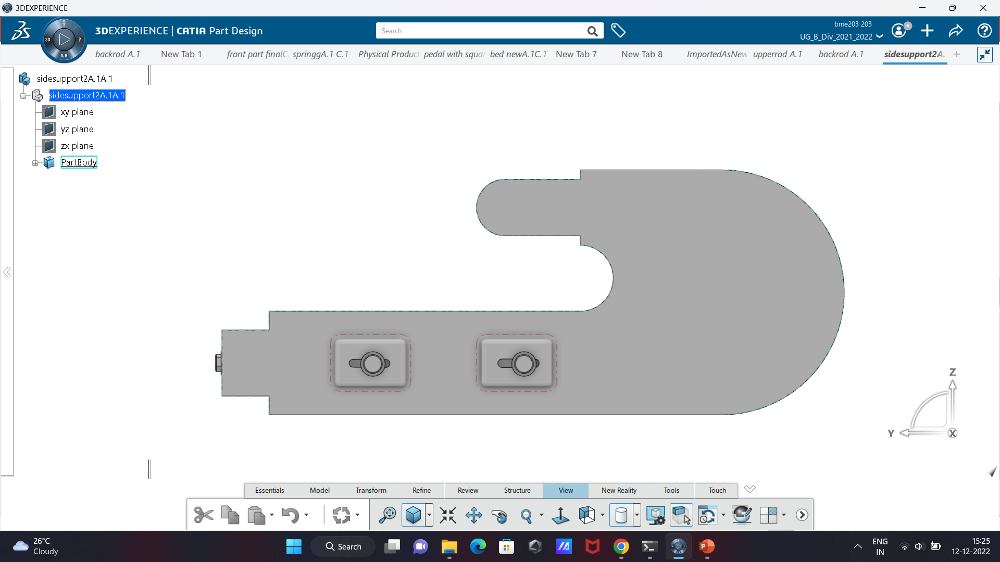 3DEXPERIENCE
3DEXPERIENCE | CATIA Part Design
Search
bme203 203
UG_B_Div_2021_2022
3D
V.R
backrod A.1
New Tab 1
front part finalC.
springgA.1 C.1
Physical Product
pedal with squar
bed newA.1C.1
New Tab 7
New Tab 8
ImportedAsNew
upperrod A.1
backrod A.1
sidesupport2A.
sidesupport2A.1A.1
sidesupport2A.1A.1
xy plane
yz plane
zx plane
PartBody
Z
Y
X
Essentials
Model
Transform
Refine
Review
Structure
View
New Reality
Tools
Touch
26°C
Cloudy
Search
ENG
IN
15:25
12-12-2022